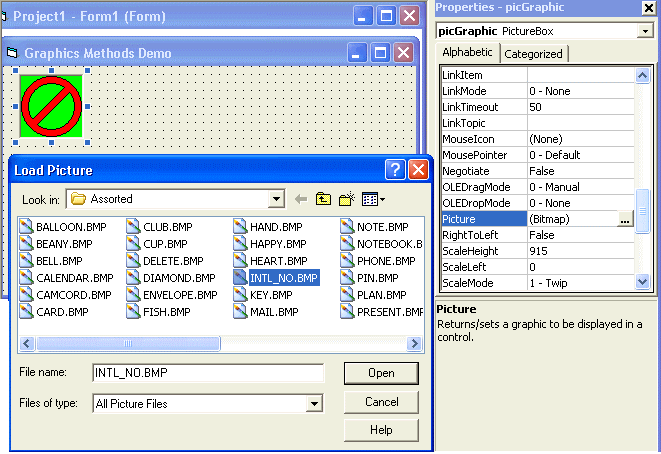 Project1 - Form1 (Form)
Graphics Methods Demo
Load Picture
Look in: Assorted
BALLOON.BMP CLUB.BMP HAND.BMP NOTE.BMP
BEANY.BMP CUP.BMP HAPPY.BMP NOTEBOOK.B
BELL.BMP DELETE.BMP HEART.BMP PHONE.BMP
CALENDAR.BMP DIAMOND.BMP INTL_NO.BMP PIN.BMP
CAMCORD.BMP ENVELOPE.BMP KEY.BMP PLAN.BMP
CARD.BMP FISH.BMP MAIL.BMP PRESENT.BMP
File name: INTL_NO.BMP Open
Files of type: All Picture Files Cancel
Help
Properties - picGraphic
picGraphic PictureBox
Alphabetic Categorized
LinkItem
LinkMode 0 - None
LinkTimeout 50
LinkTopic
MouseIcon (None)
MousePointer 0 - Default
Negotiate False
OLEDragMode 0 - Manual
OLEDropMode 0 - None
Picture (Bitmap) ...
RightToLeft False
ScaleHeight 915
ScaleLeft 0
ScaleMode 1 - Twip
Picture
Returns/sets a graphic to be displayed in a
control.